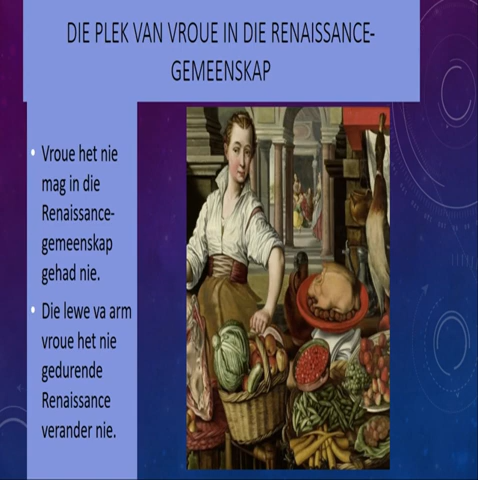 DIE PLEK VAN VROUE IN DIE RENAISSANCE-
GEMEENSKAP
• Vroue het nie
mag in die
Renaissance-
gemeenskap
gehad nie.
• Die lewe va arm
vroue het nie
gedurende
Renaissance
verander nie.